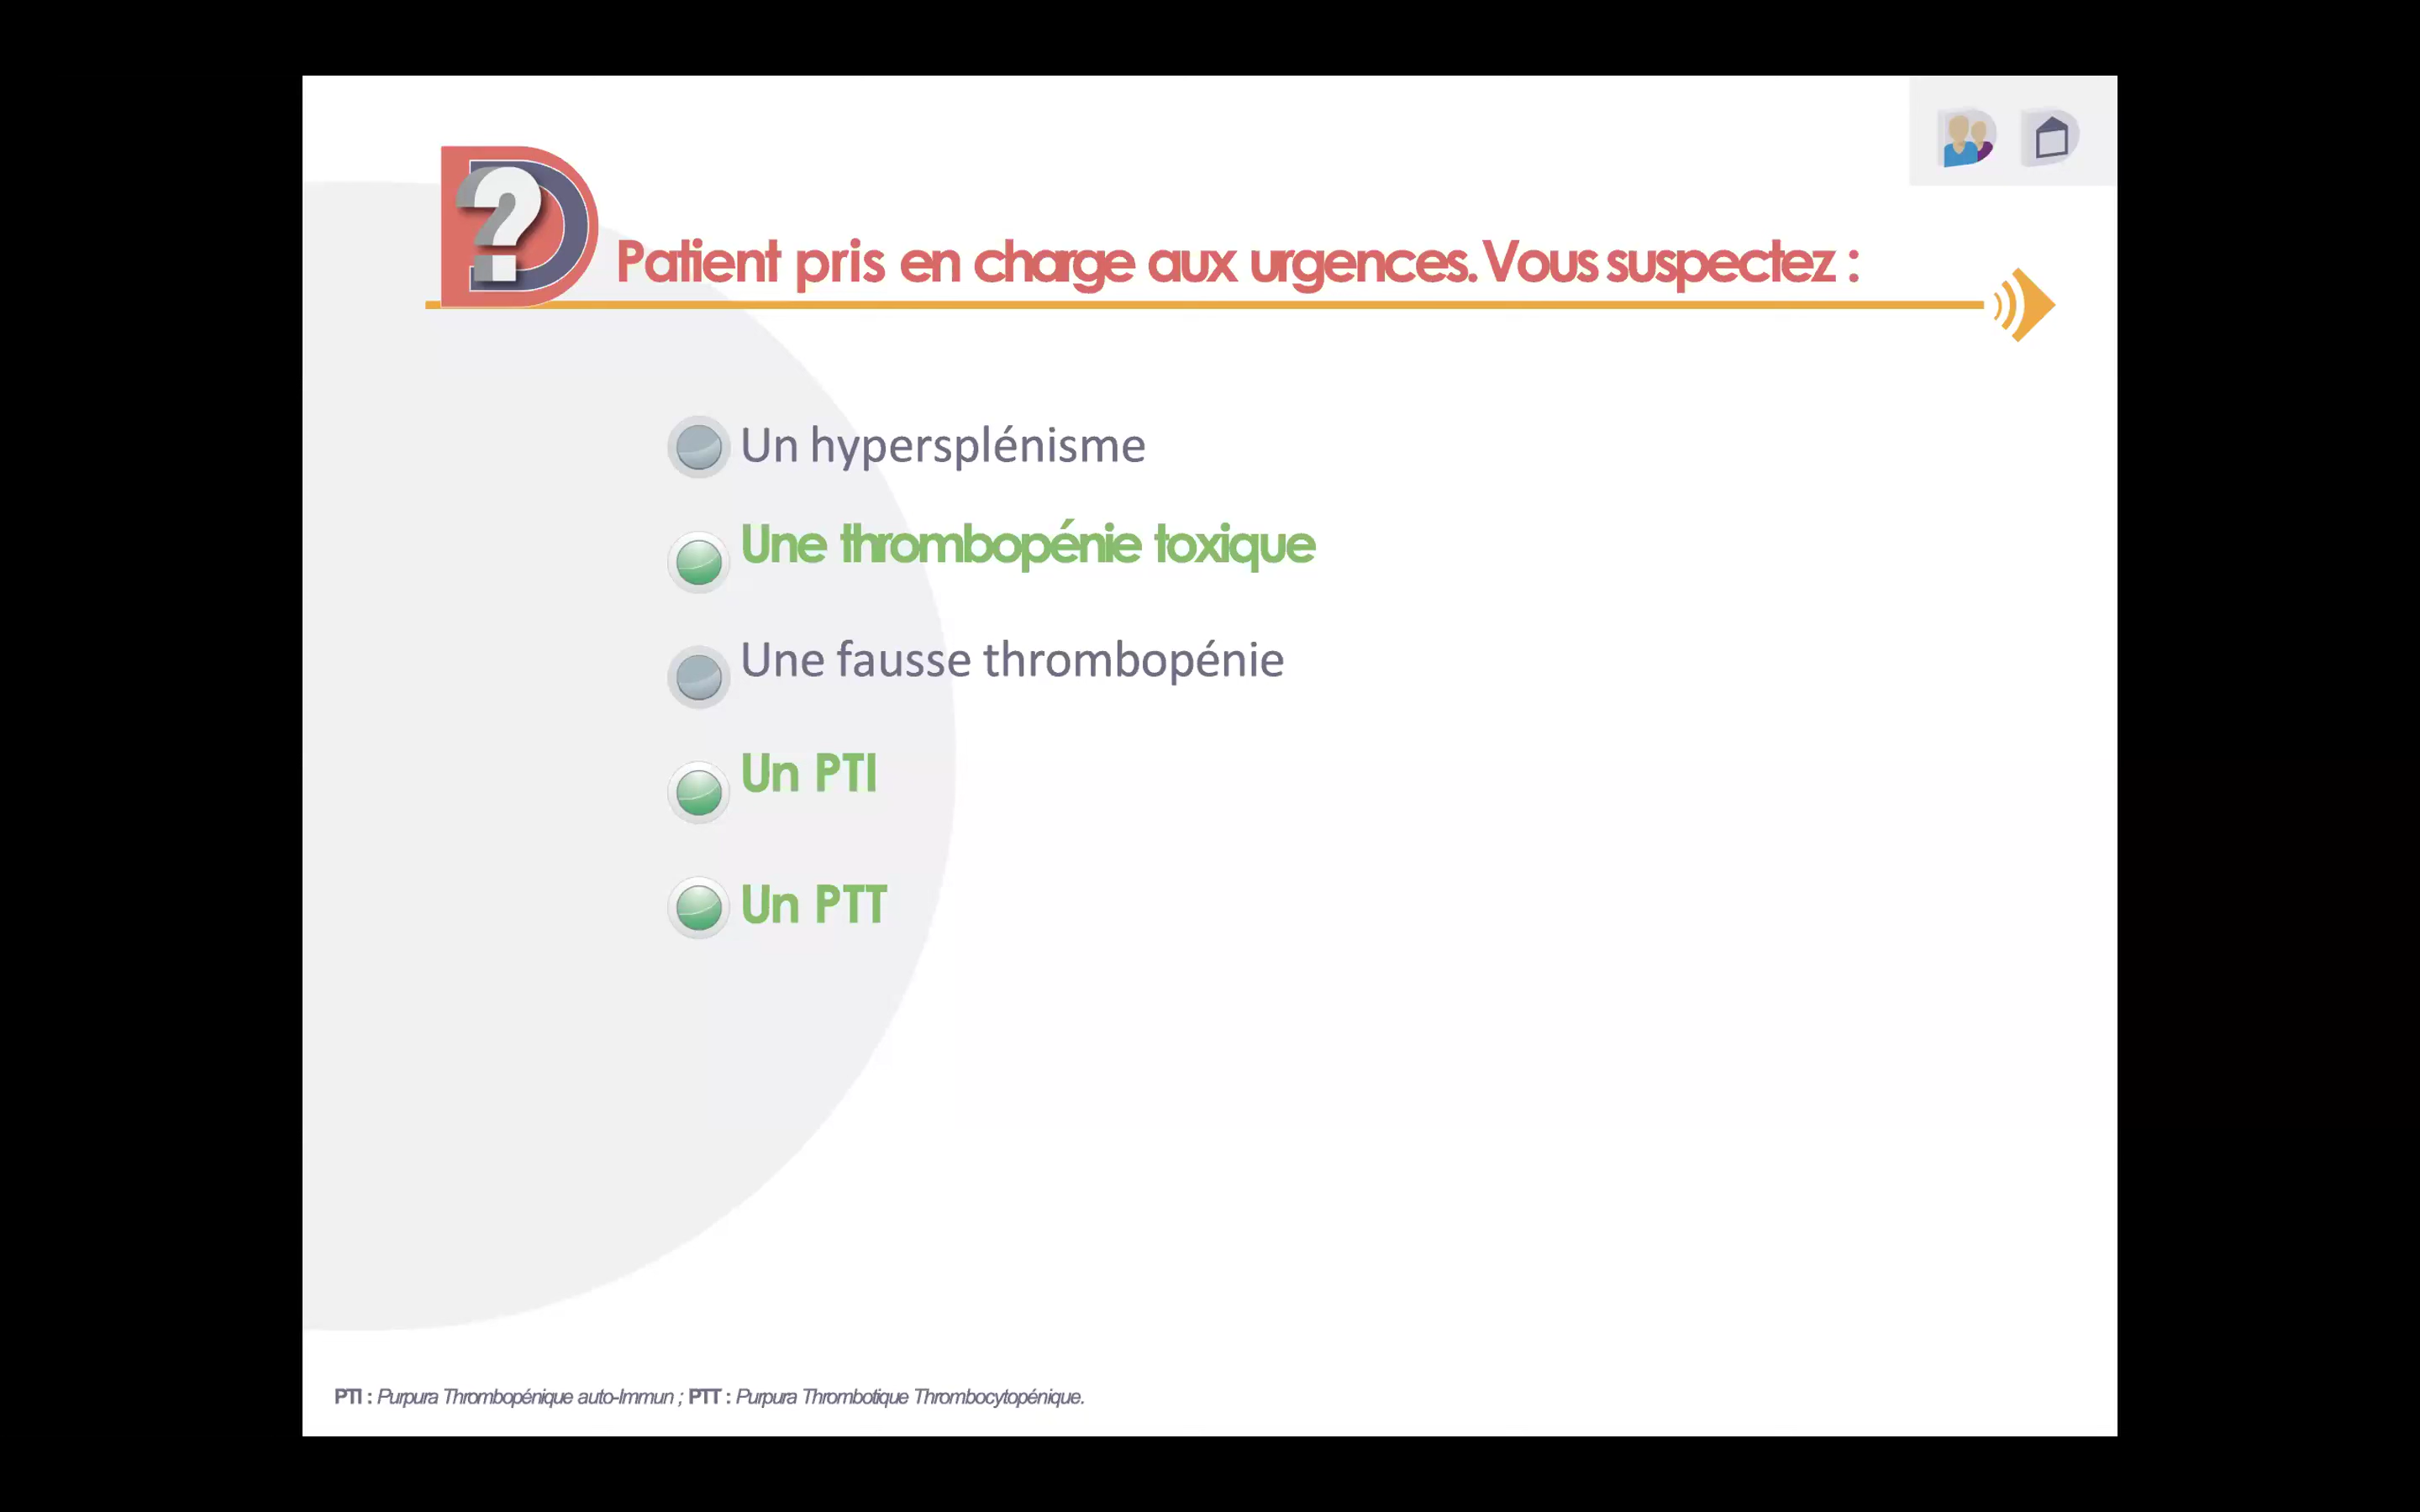 ?
Patient pris en charge aux urgences. Vous suspectez :
Un hypersplénisme
Une thrombopénie toxique
Une fausse thrombopénie
Un PTI
Un PTT
PTI : Purpura Thrombopénique auto-Immun ; PTT : Purpura Thrombotique Thrombocytopénique.